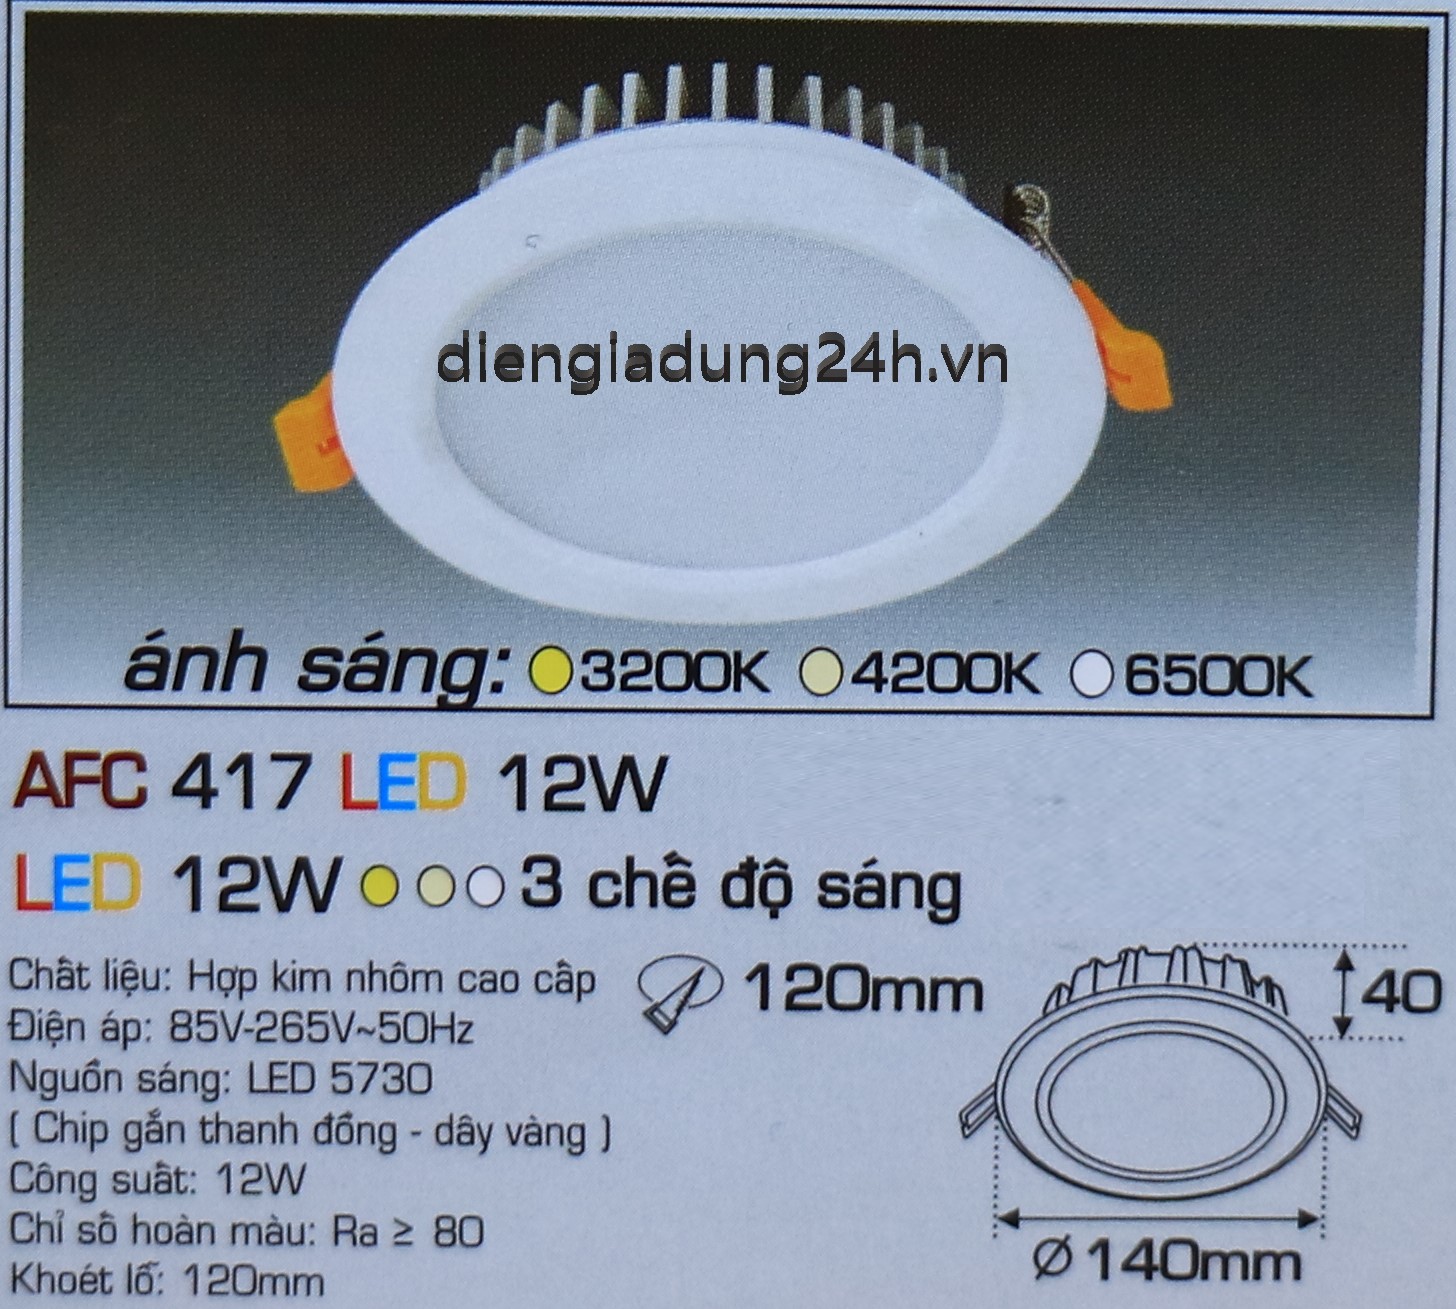 diengiadung24h.vn
ánh sáng: 3200K 4200K 6500K
AFC 417 LED 12W
LED 12W 3 chế độ sáng
Chất liệu: Hợp kim nhôm cao cấp
Điện áp: 85V-265V~50Hz
Nguồn sáng: LED 5730
( Chip gắn thanh đồng - dây vàng )
Công suất: 12W
Chỉ số hoàn màu: Ra ≥ 80
Khoét lỗ: 120mm
120mm
40
Ø 140mm